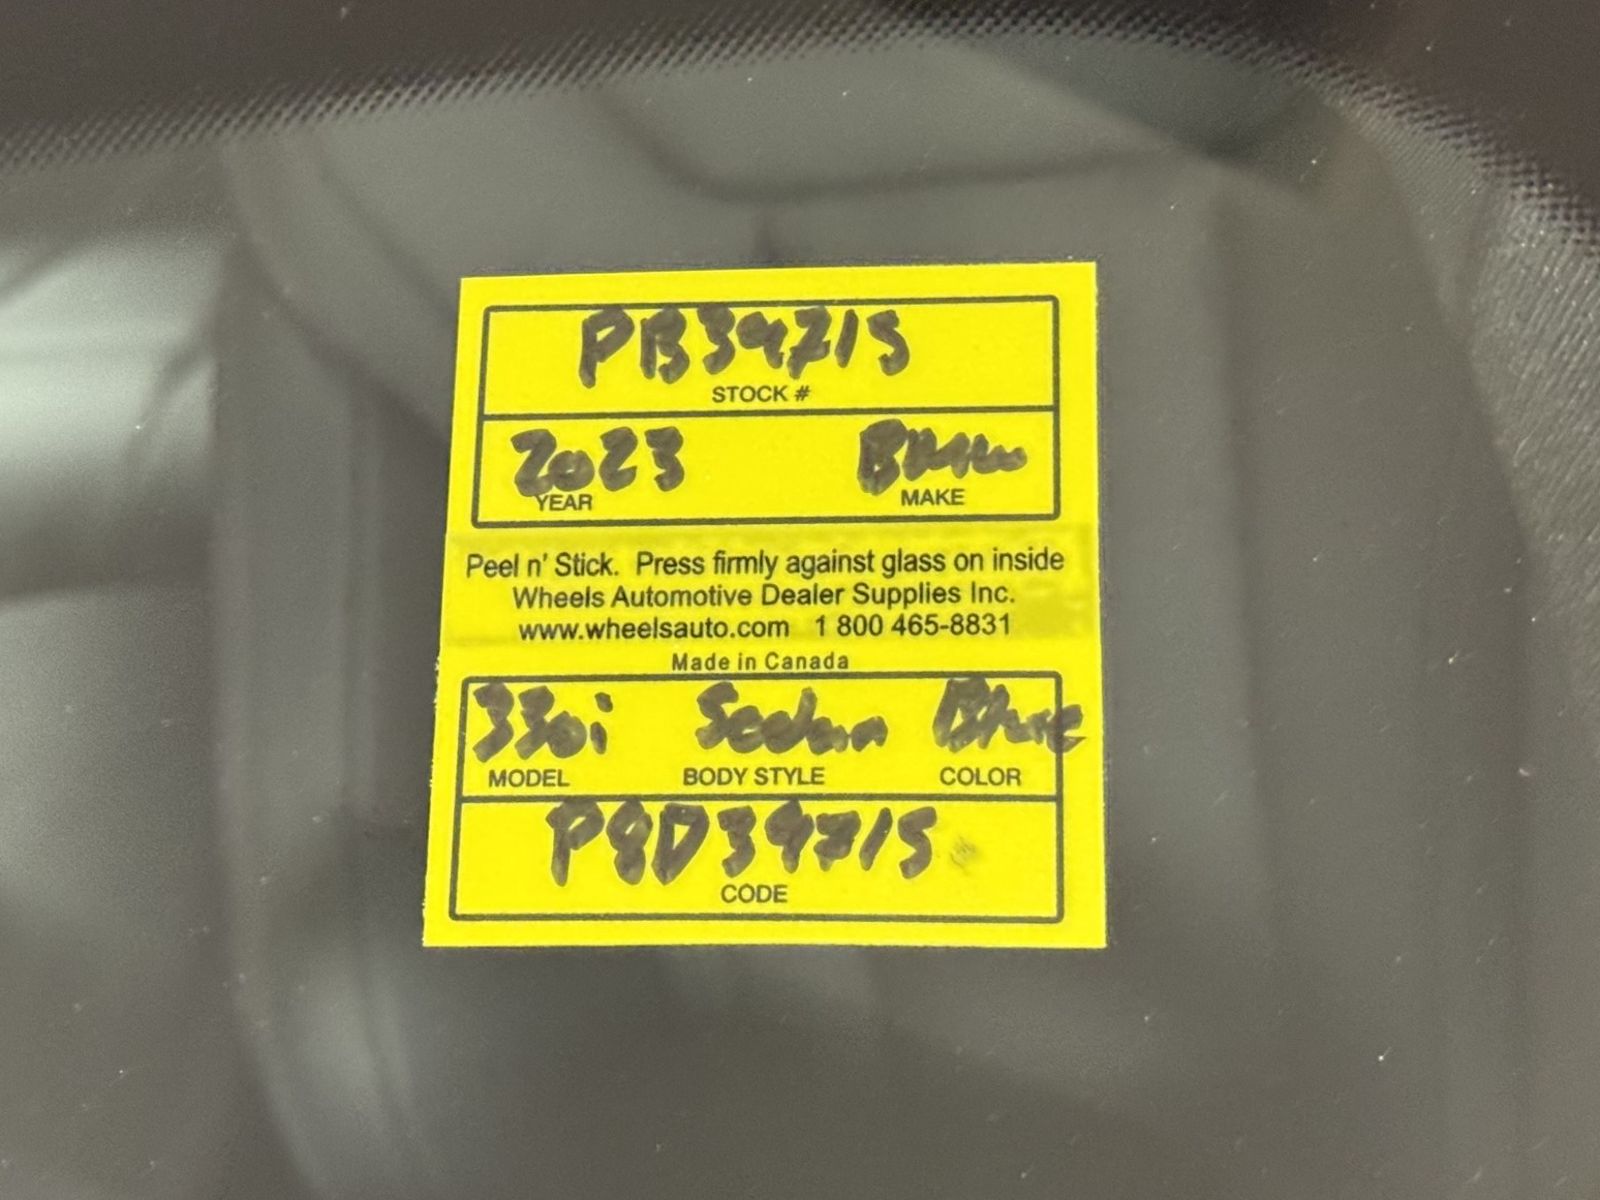 PB39715
STOCK #
2023 BMW
YEAR MAKE
Peel n' Stick. Press firmly against glass on inside
Wheels Automotive Dealer Supplies Inc.
www.wheelsauto.com 1 800 465-8831
Made in Canada
330i Sedan Blue
MODEL BODY STYLE COLOR
P8D39715
CODE